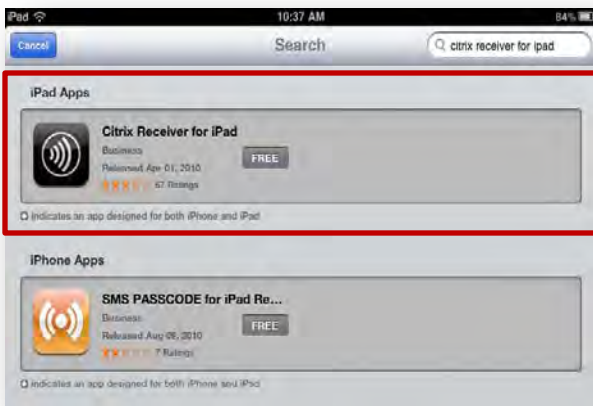 iPad 10:37 AM 84%
Cancel Search citrix receiver for ipad
iPad Apps
Citrix Receiver for iPad
Business
FREE
Released Apr 01, 2010
67 Ratings
indicates an app designed for both iPhone and iPad
iPhone Apps
SMS PASSCODE for iPad Re...
Business
FREE
Released Aug 09, 2010
7 Ratings
indicates an app designed for both iPhone and iPad